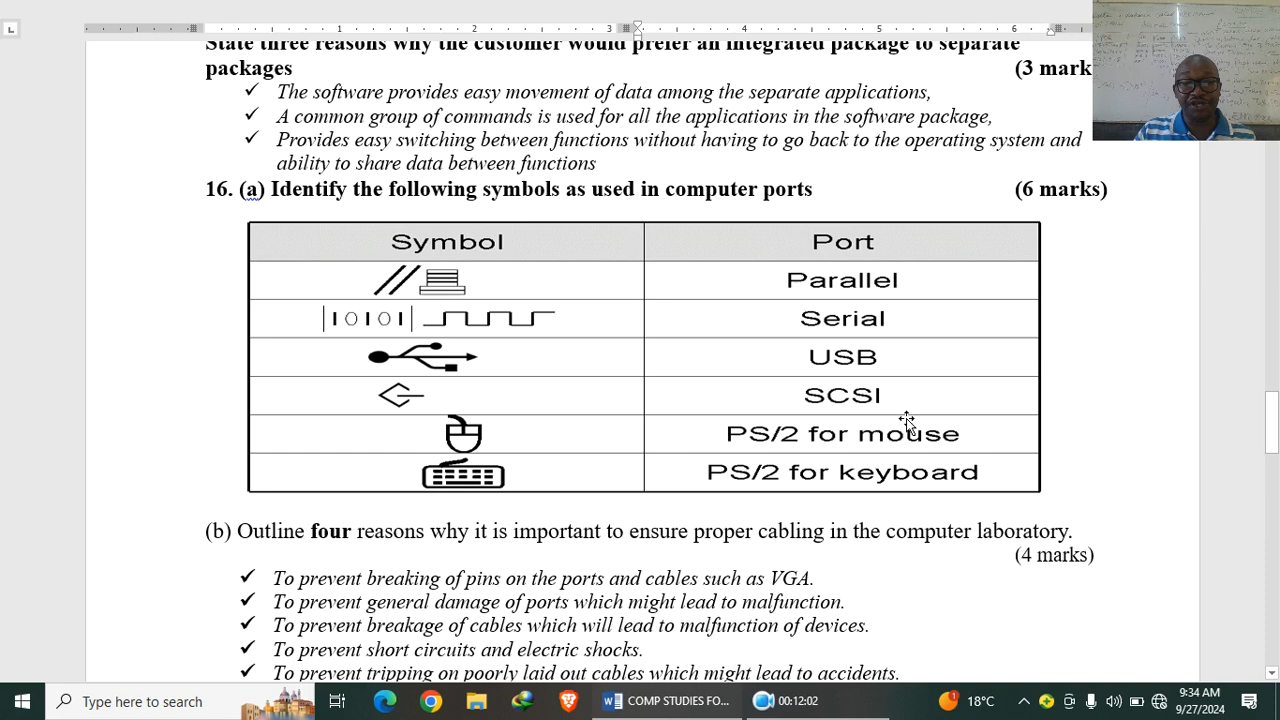 1 2 3 4 5 6
State three reasons why the customer would prefer an integrated package to separate
packages (3 mark
✓ The software provides easy movement of data among the separate applications,
✓ A common group of commands is used for all the applications in the software package,
✓ Provides easy switching between functions without having to go back to the operating system and
ability to share data between functions
16. (a) Identify the following symbols as used in computer ports (6 marks)
Symbol Port
Parallel
|10101| Serial
USB
SCSI
PS/2 for mouse
PS/2 for keyboard
(b) Outline four reasons why it is important to ensure proper cabling in the computer laboratory.
(4 marks)
✓ To prevent breaking of pins on the ports and cables such as VGA.
✓ To prevent general damage of ports which might lead to malfunction.
✓ To prevent breakage of cables which will lead to malfunction of devices.
✓ To prevent short circuits and electric shocks.
✓ To prevent tripping on poorly laid out cables which might lead to accidents.
Type here to search
COMP STUDIES FO...
00:12:02
1
18°C
9:34 AM
9/27/2024